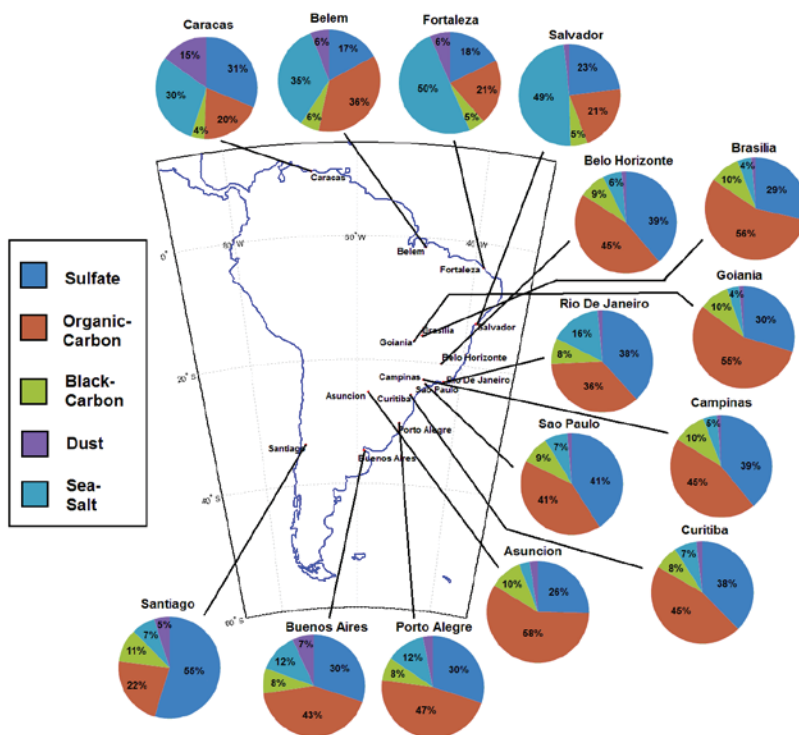 Caracas
15%
31%
30%
20%
4%
Belem
6%
17%
35%
36%
6%
Fortaleza
6%
18%
50%
21%
5%
Salvador
23%
49%
21%
5%
Belo Horizonte
6%
9%
39%
45%
Brasilia
4%
10%
29%
56%
Goiania
4%
10%
30%
55%
Rio De Janeiro
16%
8%
38%
36%
Campinas
5%
10%
39%
45%
Sao Paulo
7%
9%
41%
41%
Curitiba
7%
8%
38%
45%
Asuncion
10%
26%
58%
Santiago
5%
7%
11%
22%
55%
Buenos Aires
7%
12%
8%
30%
43%
Porto Alegre
12%
8%
30%
47%
Sulfate
Organic-
Carbon
Black-
Carbon
Dust
Sea-
Salt
Caracas
Belem
Fortaleza
Brasilia
Salvador
Goiania
Belo Horizonte
Campinas
Rio De Janeiro
Sao Paulo
Asuncion
Curitiba
Porto Alegre
Santiago
Buenos Aires
0°
20° S
40° S
60° S
60° W
40° W